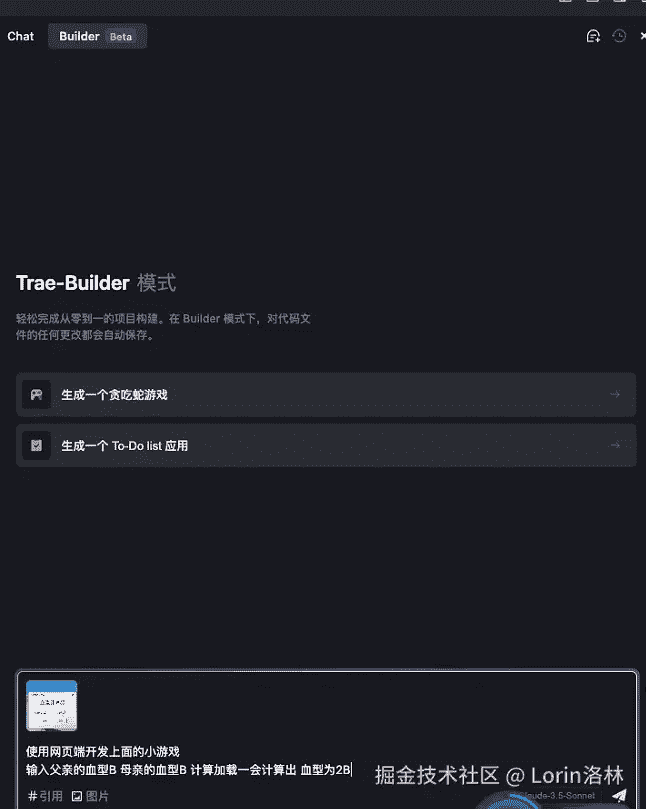 Chat Builder Beta
Trae-Builder 模式
轻松完成从零到一的项目构建。在 Builder 模式下，对代码文
件的任何更改都会自动保存。
生成一个贪吃蛇游戏
生成一个 To-Do list 应用
使用网页端开发上面的小游戏
输入父亲的血型B 母亲的血型B 计算加载一会计算出 血型为2B
掘金技术社区 @ Lorin洛林
#引用 图片
ude-3.5-Sonnet